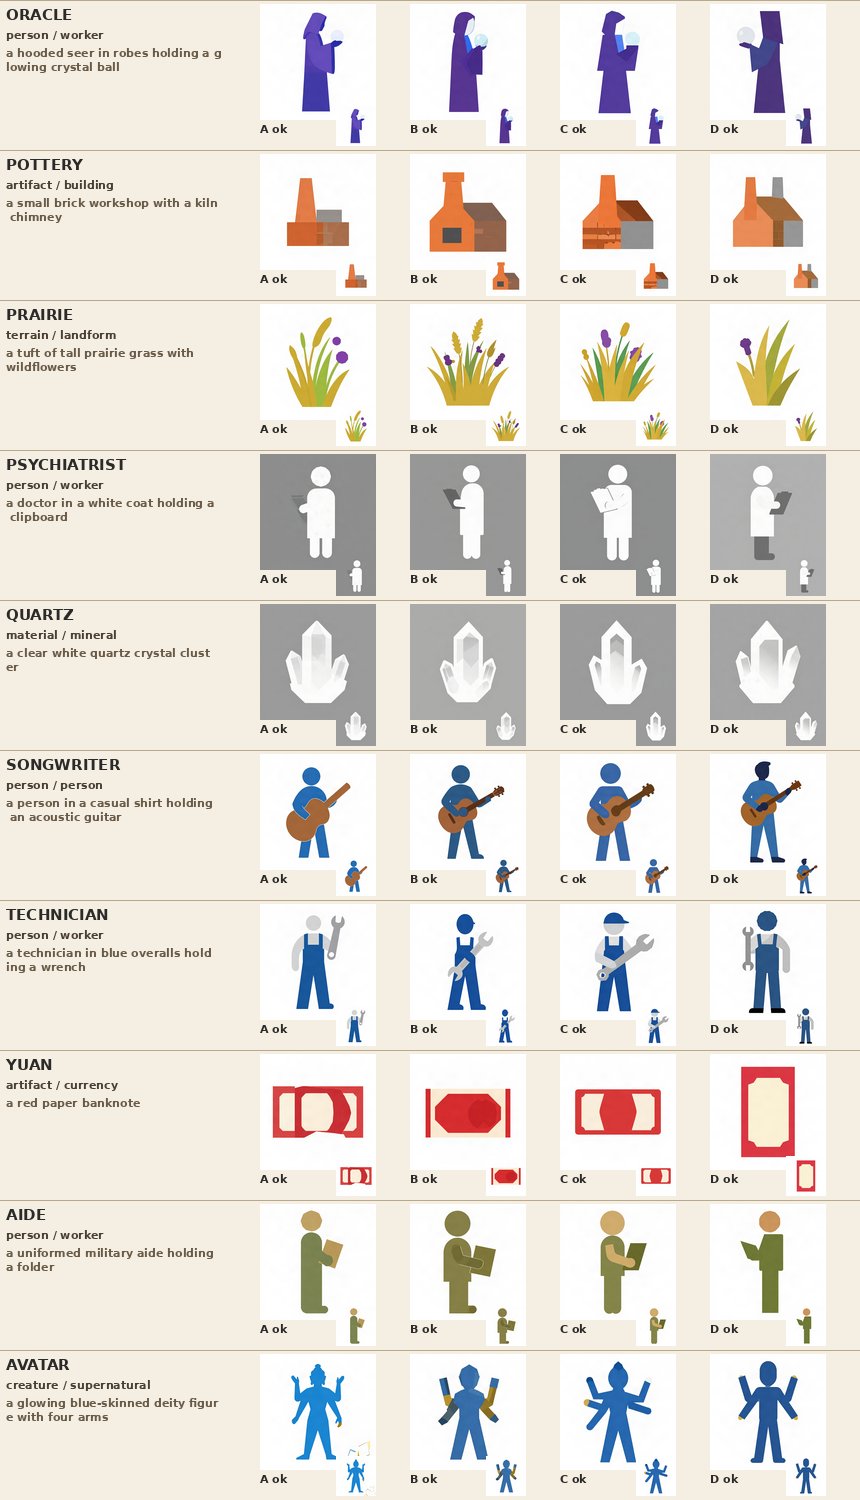 ORACLE
person / worker
a hooded seer in robes holding a g
lowing crystal ball
A ok
B ok
C ok
D ok
POTTERY
artifact / building
a small brick workshop with a kiln
chimney
A ok
B ok
C ok
D ok
PRAIRIE
terrain / landform
a tuft of tall prairie grass with
wildflowers
A ok
B ok
C ok
D ok
PSYCHIATRIST
person / worker
a doctor in a white coat holding a
clipboard
A ok
B ok
C ok
D ok
QUARTZ
material / mineral
a clear white quartz crystal clust
er
A ok
B ok
C ok
D ok
SONGWRITER
person / person
a person in a casual shirt holding
an acoustic guitar
A ok
B ok
C ok
D ok
TECHNICIAN
person / worker
a technician in blue overalls hold
ing a wrench
A ok
B ok
C ok
D ok
YUAN
artifact / currency
a red paper banknote
A ok
B ok
C ok
D ok
AIDE
person / worker
a uniformed military aide holding
a folder
A ok
B ok
C ok
D ok
AVATAR
creature / supernatural
a glowing blue-skinned deity figur
e with four arms
A ok
B ok
C ok
D ok